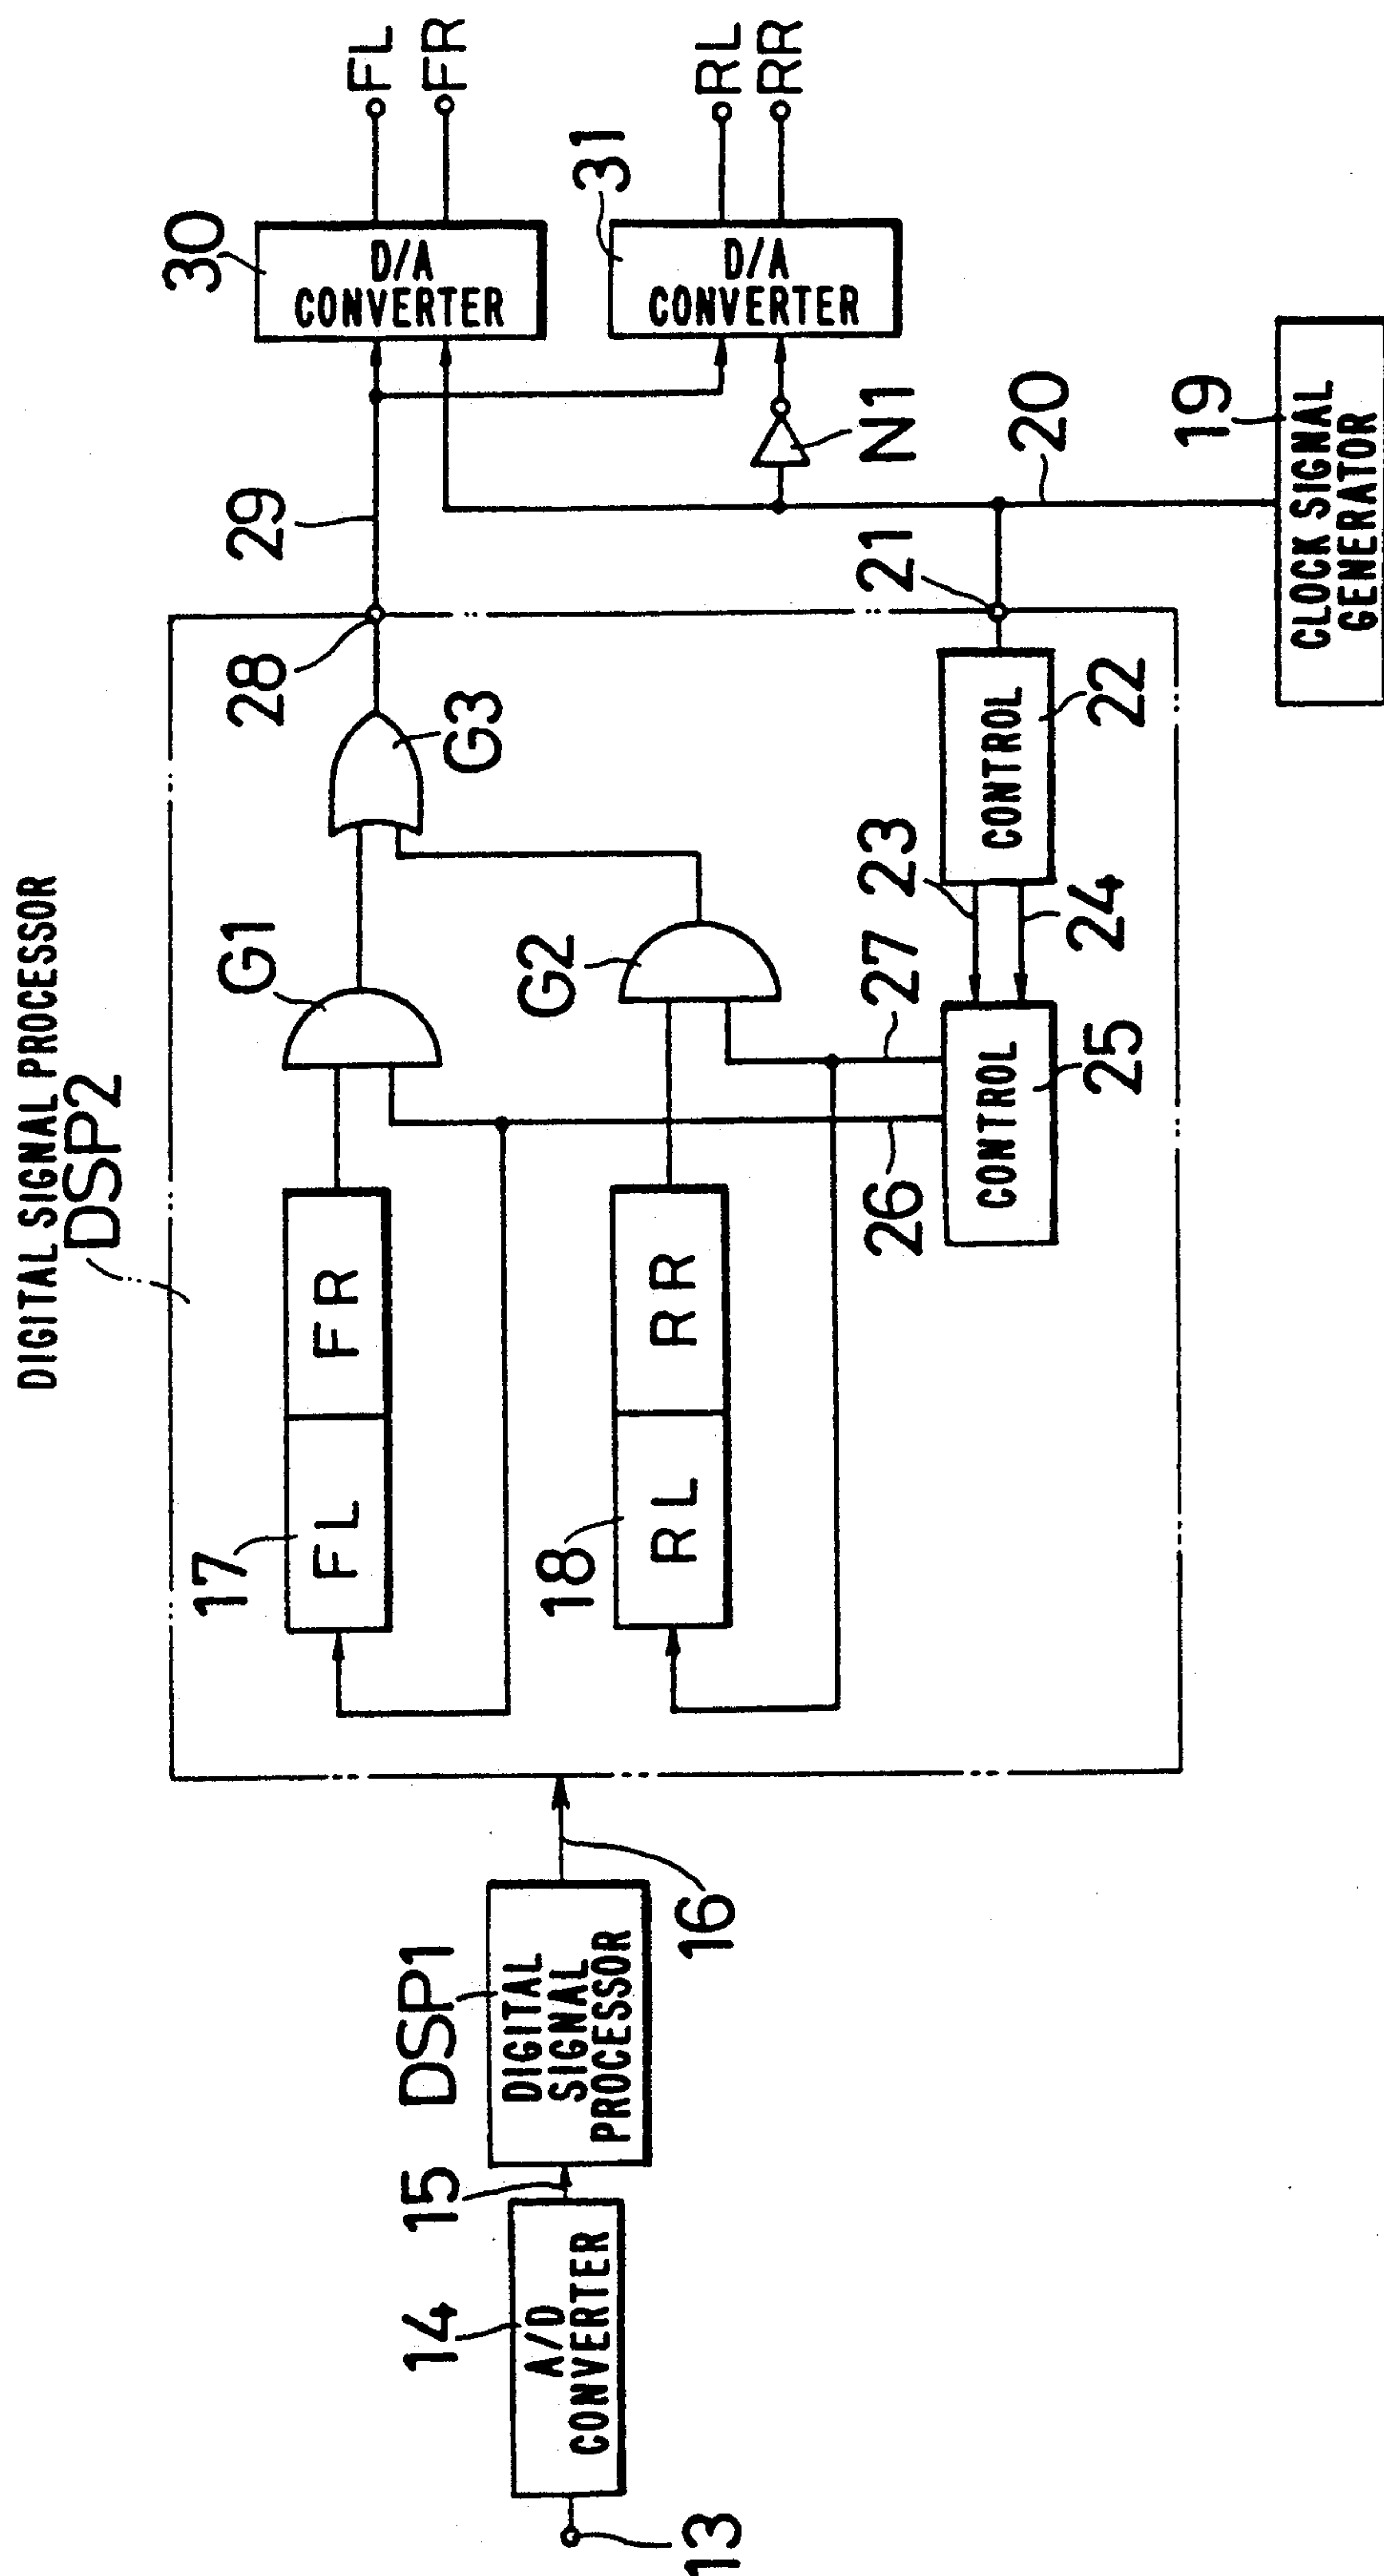 DIGITAL SIGNAL PROCESSOR
DSP2
13
14
A/D
CONVERTER
15
DSP1
DIGITAL
SIGNAL
PROCESSOR
16
17
FL
FR
18
RL
RR
G1
G2
G3
26
27
25
CONTROL
23
24
22
CONTROL
21
28
29
20
N1
19
CLOCK SIGNAL
GENERATOR
30
D/A
CONVERTER
31
D/A
CONVERTER
FL
FR
RL
RR